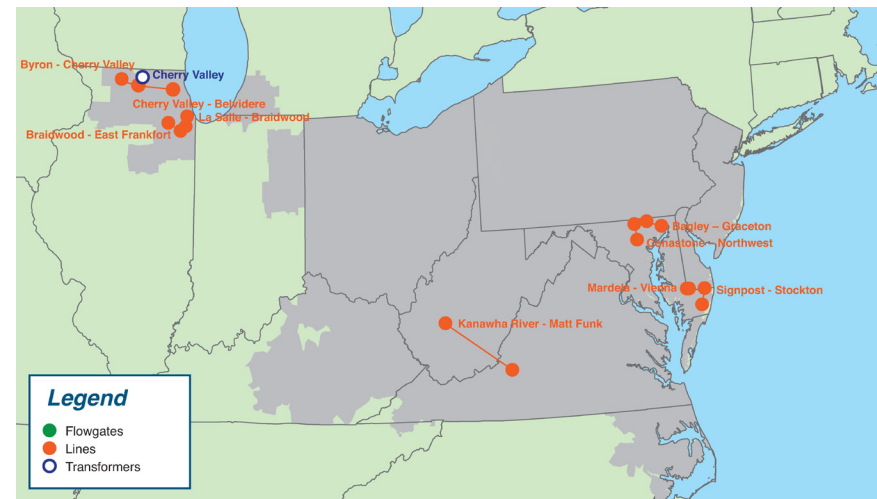 Byron - Cherry Valley
Cherry Valley
Cherry Valley - Belvidere
La Salle - Braidwood
Braidwood - East Frankfort
Bagley – Graceton
Conastone - Northwest
Mardela - Vienna
Signpost - Stockton
Kanawha River - Matt Funk
Legend
Flowgates
Lines
Transformers